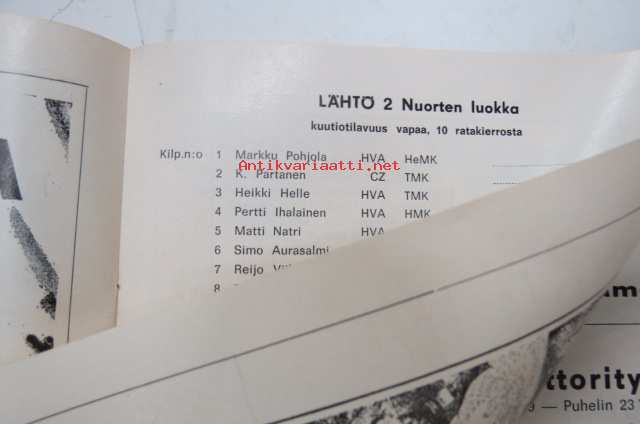 LÄHTÖ 2 Nuorten luokka
kuutiotilavuus vapaa, 10 ratakierrosta
Kilp.n:o 1 Markku Pohjola HVA HeMK
Antikvariaatti.net
2 K. Partanen CZ TMK
3 Heikki Helle HVA TMK
4 Pertti Ihalainen HVA HMK
5 Matti Natri HVA
6 Simo Aurasalmi
7 Reijo
8
ttority
9 — Puhelin 23